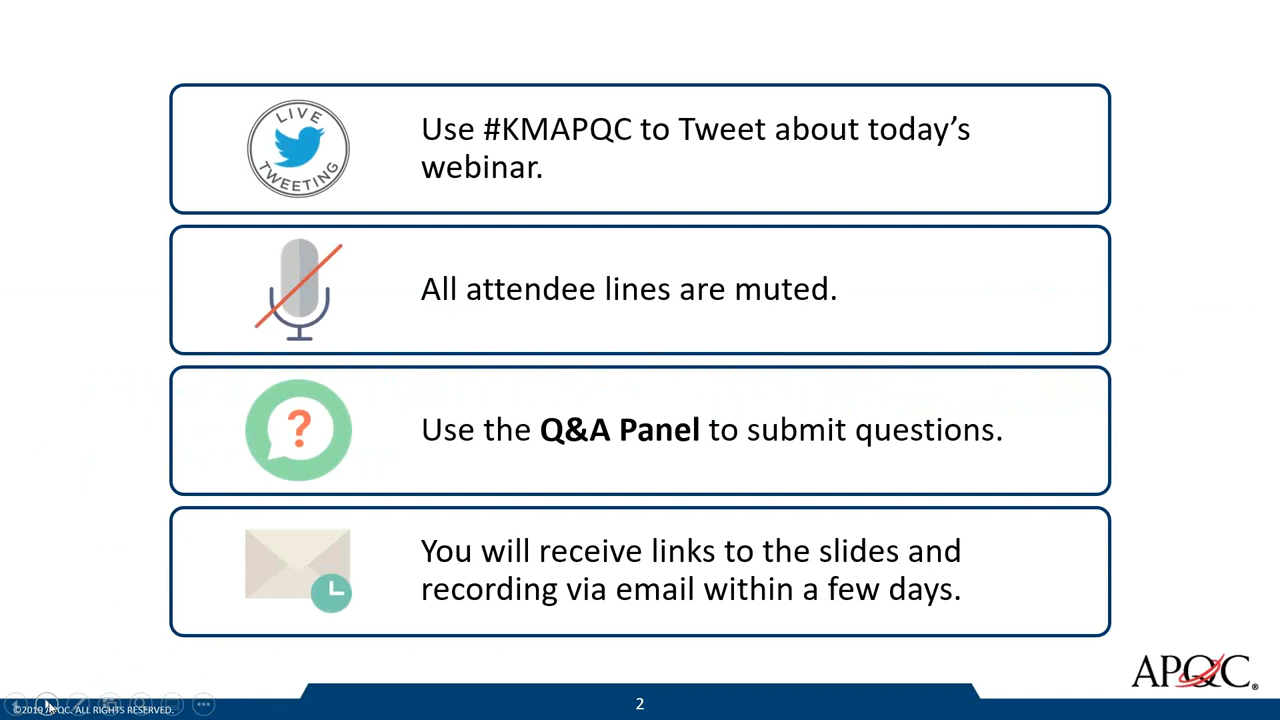 LIVE
TWEETING
Use #KMAPQC to Tweet about today’s
webinar.
All attendee lines are muted.
?
Use the Q&A Panel to submit questions.
You will receive links to the slides and
recording via email within a few days.
APQC®
©2019 APQC. ALL RIGHTS RESERVED.
2